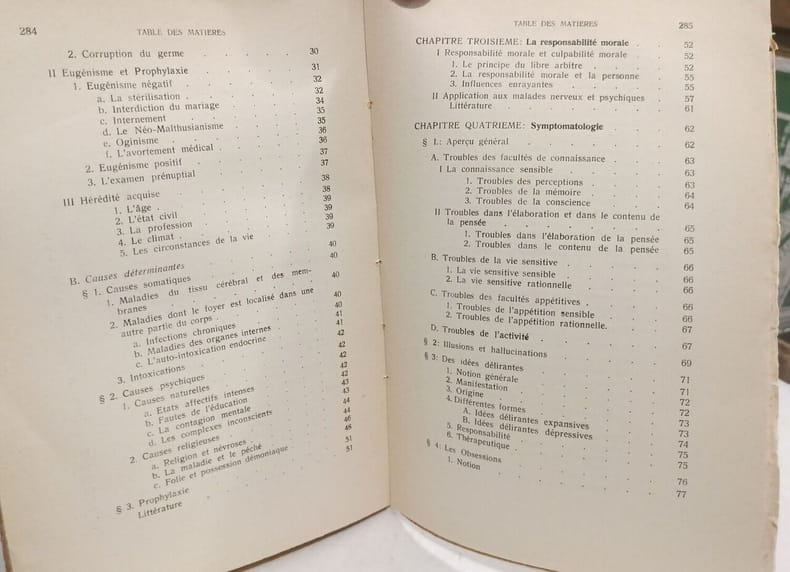 284
TABLE DES MATIERES
2. Corruption du germe . . . . . 30
II Eugénisme et Prophylaxie . . . . . 31
1. Eugénisme négatif . . . . . 32
a. La stérilisation . . . . . 32
b. Interdiction du mariage . . . . . 34
c. Internement . . . . . 35
d. Le Néo-Malthusianisme . . . . . 35
e. Oginisme . . . . . 36
f. L'avortement médical . . . . . 36
2. Eugénisme positif . . . . . 37
3. L'examen prénuptial . . . . . 37
III Hérédité acquise . . . . . 38
1. L'âge . . . . . 38
2. L'état civil . . . . . 39
3. La profession . . . . . 39
4. Le climat . . . . . 39
5. Les circonstances de la vie . . . . . 39
B. Causes déterminantes . . . . . 40
§ 1. Causes somatiques . . . . . 40
1. Maladies du tissu cérébral et des mem-
branes . . . . . 40
2. Maladies dont le foyer est localisé dans une
autre partie du corps . . . . . 40
a. Infections chroniques . . . . . 40
b. Maladies des organes internes . . . . . 41
c. L'auto-intoxication endocrine . . . . . 41
3. Intoxications . . . . . 42
§ 2. Causes psychiques . . . . . 42
1. Causes naturelles . . . . . 42
a. Etats affectifs intenses . . . . . 42
b. Fautes de l'éducation . . . . . 43
c. La contagion mentale . . . . . 43
d. Les complexes inconscients . . . . . 44
2. Causes religieuses . . . . . 44
a. Religion et névroses . . . . . 46
b. La maladie et le péché . . . . . 48
c. Folie et possession démoniaque . . . . . 51
§ 3. Prophylaxie . . . . . 51
Littérature
TABLE DES MATIERES
285
CHAPITRE TROISIEME: La responsabilité morale . . 52
I Responsabilité morale et culpabilité morale . . 52
1. Le principe du libre arbitre . . . . . 52
2. La responsabilité morale et la personne . . 55
3. Influences enrayantes . . . . . 55
II Application aux malades nerveux et psychiques . 57
Littérature . . . . . 61
CHAPITRE QUATRIEME: Symptomatologie . . . . 62
§ I.: Aperçu général . . . . . 62
A. Troubles des facultés de connaissance . . 63
I La connaissance sensible . . . . . 63
1. Troubles des perceptions . . . . . 63
2. Troubles de la mémoire . . . . . 64
3. Troubles de la conscience . . . . . 64
II Troubles dans l'élaboration et dans le contenu de
la pensée . . . . . 65
1. Troubles dans l'élaboration de la pensée 65
2. Troubles dans le contenu de la pensée 65
B. Troubles de la vie sensitive . . . . . 66
1. La vie sensitive sensible . . . . . 66
2. La vie sensitive rationnelle . . . . . 66
C. Troubles des facultés appétitives . . . . . 66
1. Troubles de l'appétition sensible . . . . . 66
2. Troubles de l'appétition rationnelle. . . . . 67
D. Troubles de l'activité . . . . . 67
§ 2: Illusions et hallucinations . . . . . 69
§ 3: Des idées délirantes . . . . . 71
1. Notion générale . . . . . 71
2. Manifestation . . . . . 72
3. Origine . . . . . 72
4. Différentes formes . . . . . 73
A. Idées délirantes expansives . . . . . 73
B. Idées délirantes dépressives . . . . . 74
5. Responsabilité . . . . . 75
6. Thérapeutique . . . . . 75
§ 4: Les Obsessions . . . . . 76
1. Notion . . . . . 77